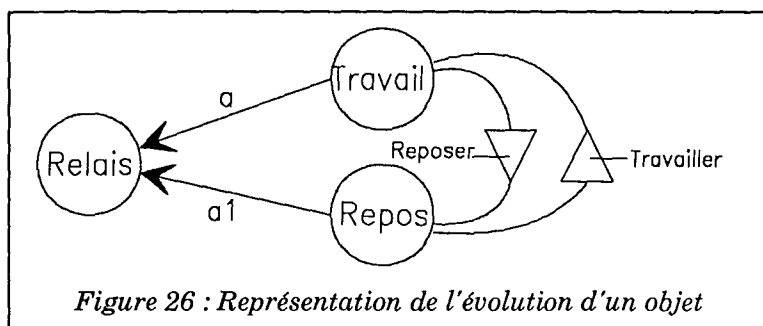 Travail
a
Relais
Reposer
Travailler
a1
Repos
Figure 26 : Représentation de l'évolution d'un objet